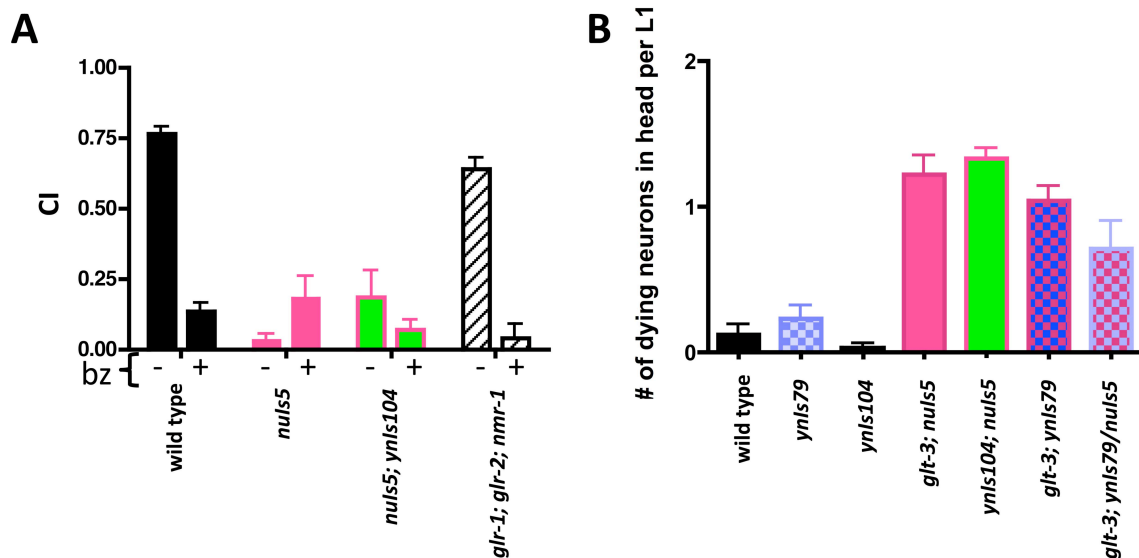 A
CI
1.00
0.75
0.50
0.25
0.00
bz
- + - + - + - +
wild type
nuIs5
nuIs5; ynIs104
glr-1; glr-2; nmr-1
B
# of dying neurons in head per L1
2
1
0
wild type
ynIs79
ynIs104
glt-3; nuIs5
ynIs104; nuIs5
glt-3; ynIs79
glt-3; ynIs79/nuIs5